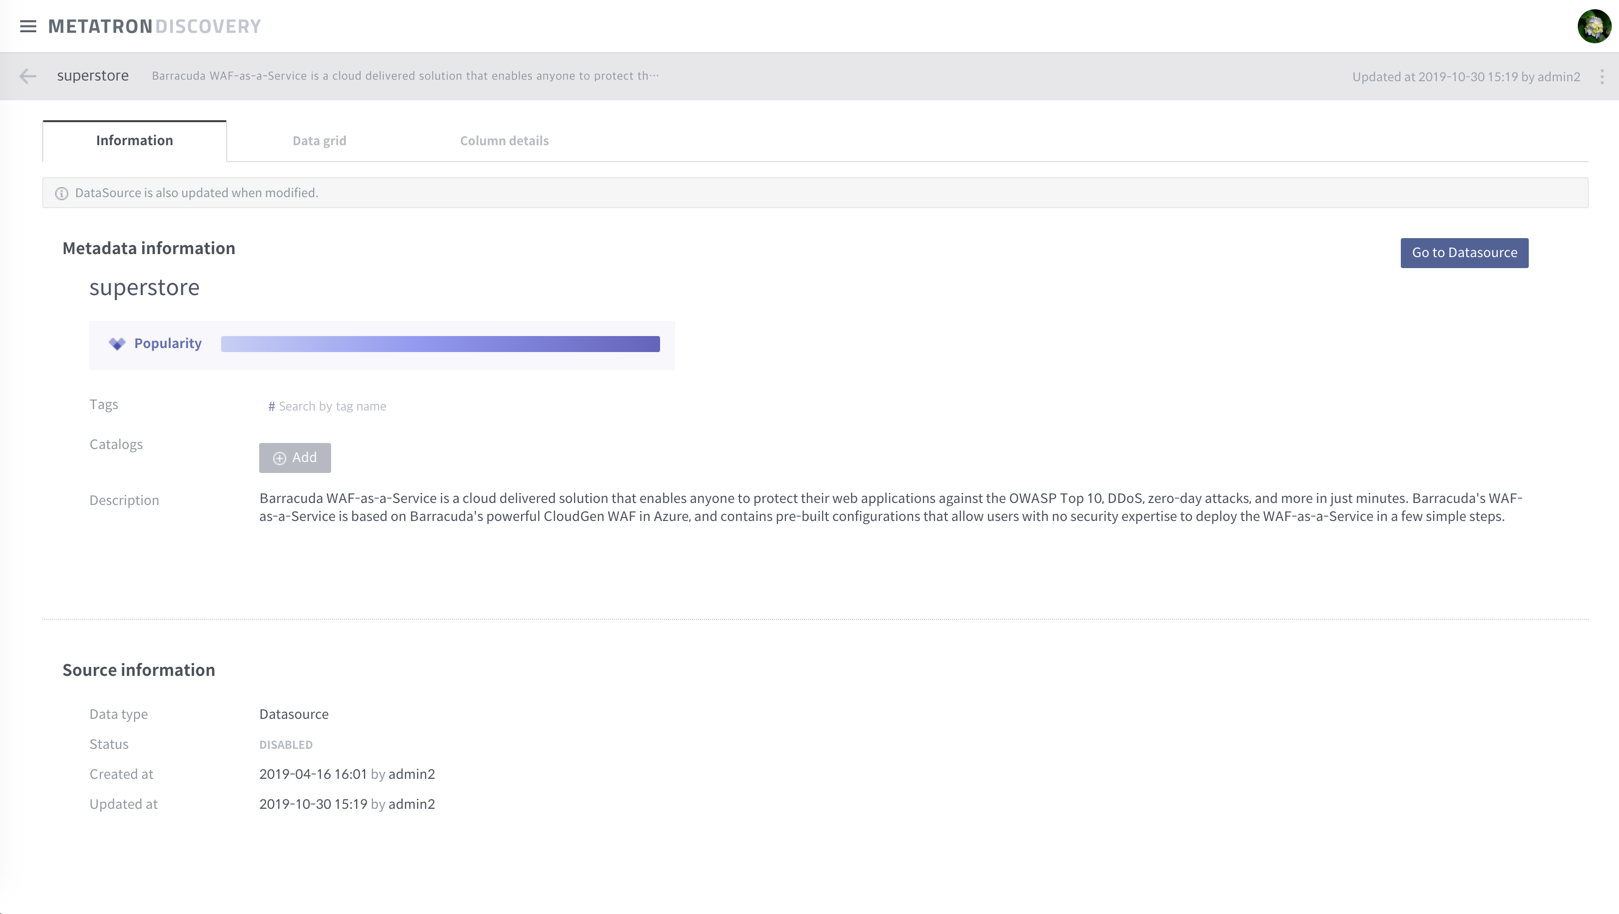 METATRON DISCOVERY
superstore Barracuda WAF-as-a-Service is a cloud delivered solution that enables anyone to protect th··· Updated at 2019-10-30 15:19 by admin2
Information Data grid Column details
DataSource is also updated when modified.
Metadata information
Go to Datasource
superstore
Popularity
Tags # Search by tag name
Catalogs
Add
Description
Barracuda WAF-as-a-Service is a cloud delivered solution that enables anyone to protect their web applications against the OWASP Top 10, DDoS, zero-day attacks, and more in just minutes. Barracuda's WAF-
as-a-Service is based on Barracuda's powerful CloudGen WAF in Azure, and contains pre-built configurations that allow users with no security expertise to deploy the WAF-as-a-Service in a few simple steps.
Source information
Data type Datasource
Status DISABLED
Created at 2019-04-16 16:01 by admin2
Updated at 2019-10-30 15:19 by admin2